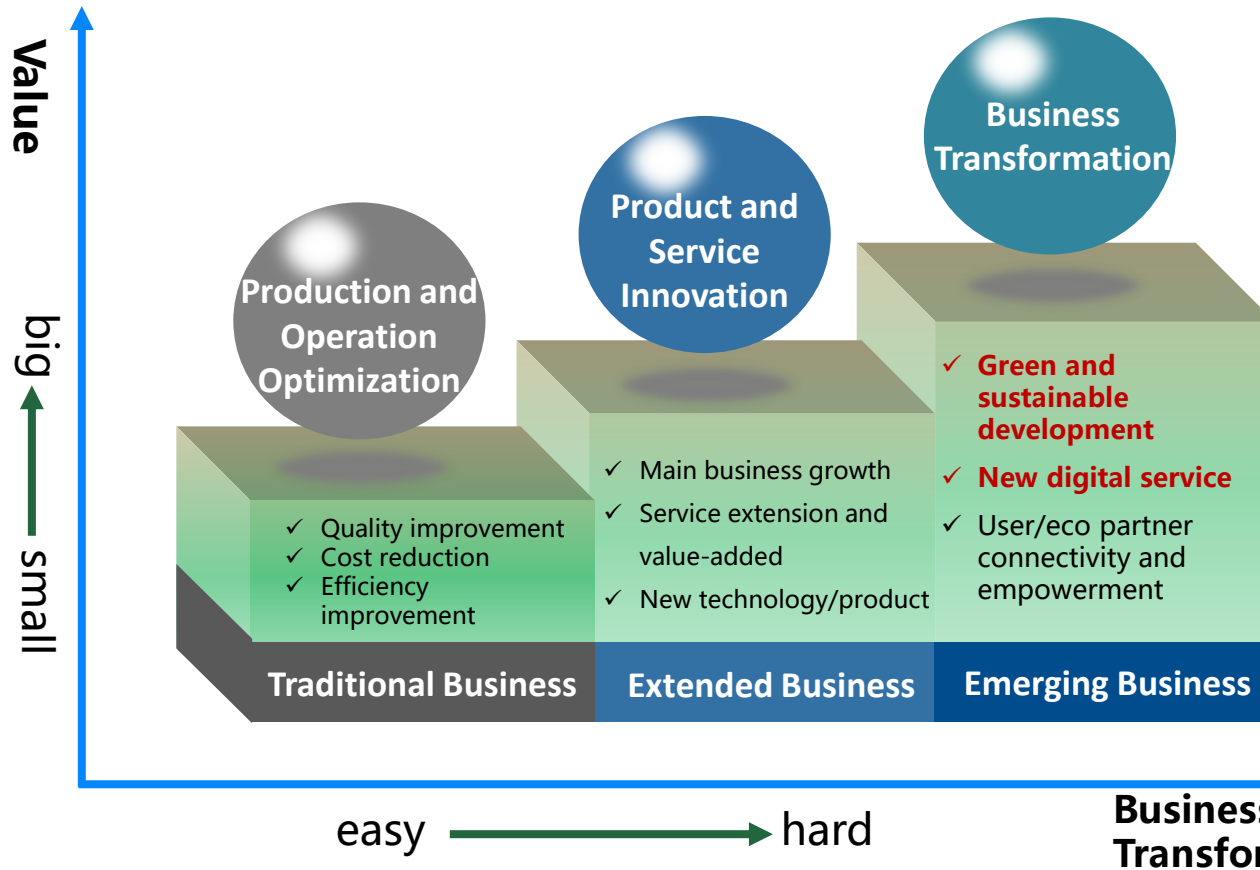 Value
big
small
Business
Transformation
Product and
Service
Innovation
Production and
Operation
Optimization
✓ Green and
sustainable
development
✓ New digital service
✓ User/eco partner
connectivity and
empowerment
✓ Main business growth
✓ Service extension and
value-added
✓ New technology/product
✓ Quality improvement
✓ Cost reduction
✓ Efficiency
improvement
Traditional Business
Extended Business
Emerging Business
easy
hard
Business
Transfor